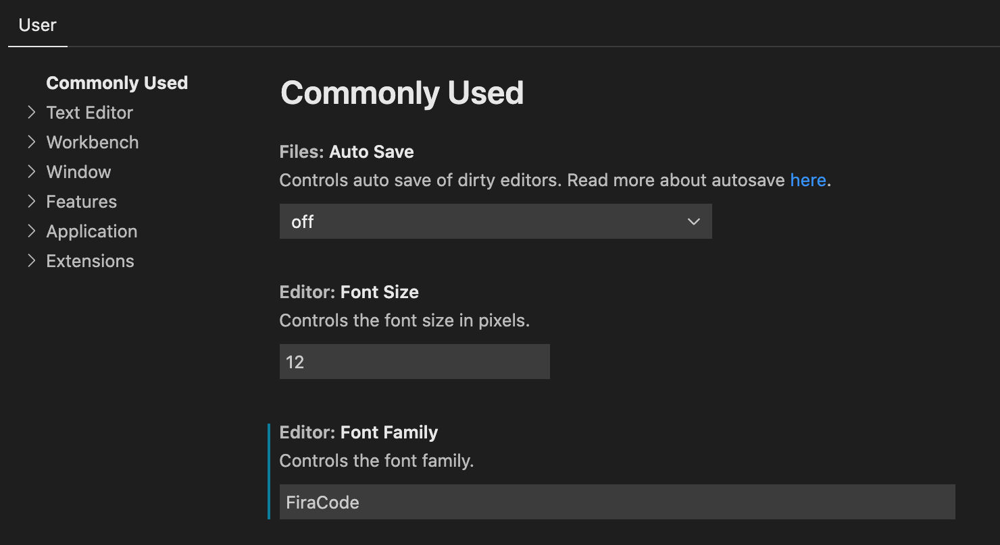 User
Commonly Used
Text Editor
Workbench
Window
Features
Application
Extensions
Commonly Used
Files: Auto Save
Controls auto save of dirty editors. Read more about autosave here.
off
Editor: Font Size
Controls the font size in pixels.
12
Editor: Font Family
Controls the font family.
FiraCode